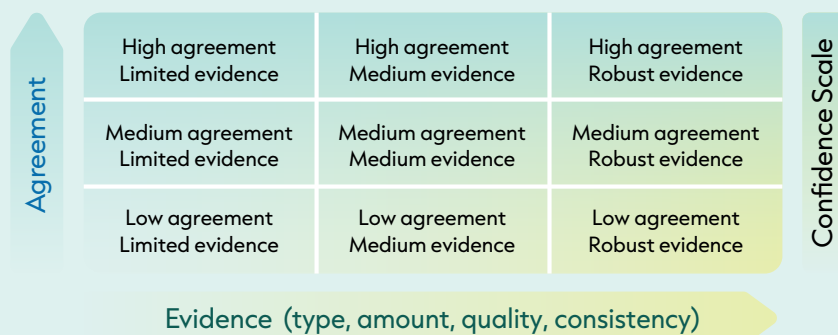 Agreement
High agreement
Limited evidence
High agreement
Medium evidence
High agreement
Robust evidence
Medium agreement
Limited evidence
Medium agreement
Medium evidence
Medium agreement
Robust evidence
Low agreement
Limited evidence
Low agreement
Medium evidence
Low agreement
Robust evidence
Confidence Scale
Evidence (type, amount, quality, consistency)